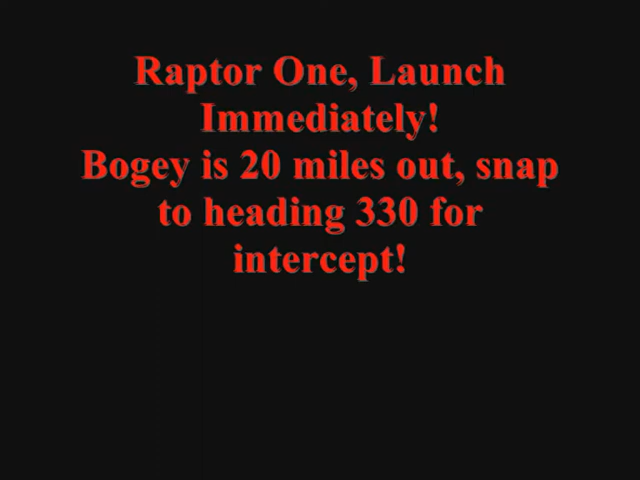 Raptor One, Launch
Immediately!
Bogey is 20 miles out, snap
to heading 330 for
intercept!